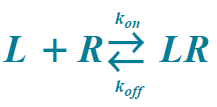 k_on
L + R ⇄ LR
k_off